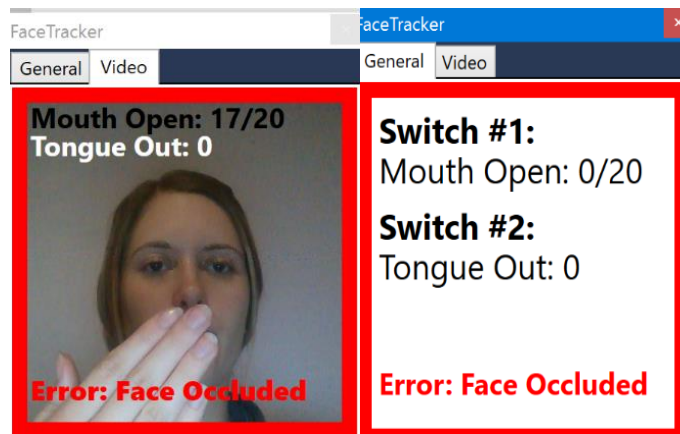 FaceTracker
General Video
Mouth Open: 17/20
Tongue Out: 0
Error: Face Occluded
FaceTracker
General Video
Switch #1:
Mouth Open: 0/20
Switch #2:
Tongue Out: 0
Error: Face Occluded